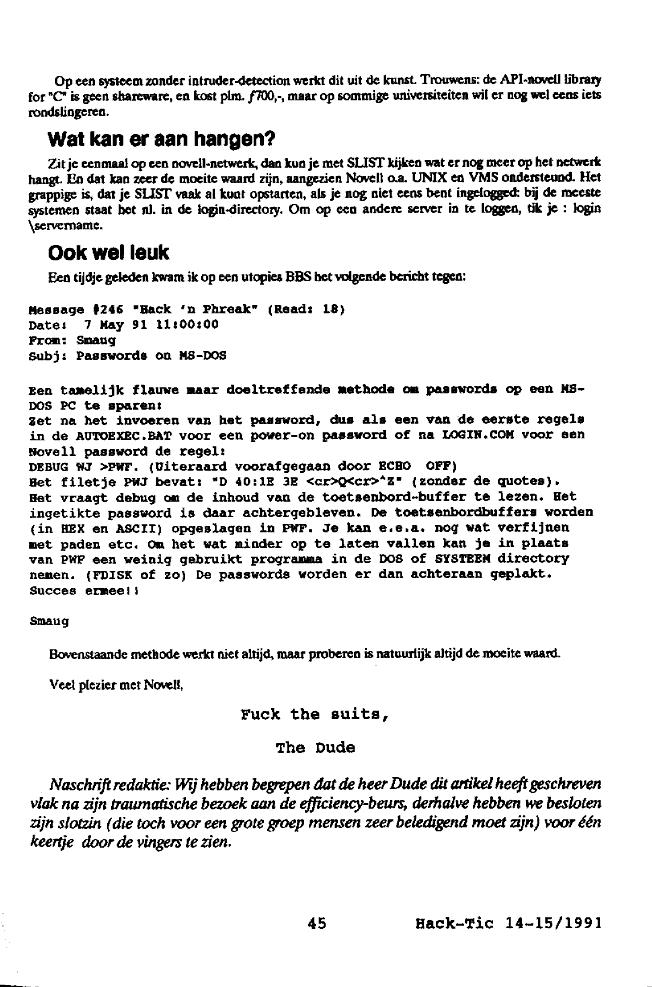 Op een systeem zonder intruder-detection werkt dit uit de kunst. Trouwens: de API-novell library
for "C" is geen shareware, en kost plm. f700,-, maar op sommige universiteiten wil er nog wel eens iets
rondslingeren.
Wat kan er aan hangen?
Zit je eenmaal op een novell-netwerk, dan kun je met SLIST kijken wat er nog meer op het netwerk
hangt. En dat kan zeer de moeite waard zijn, aangezien Novell o.a. UNIX en VMS ondersteund. Het
grappige is, dat je SLIST vaak al kunt opstarten, als je nog niet eens bent ingelogged: bij de meeste
systemen staat het nl. in de login-directory. Om op een andere server in te loggen, tik je : login
\servername.
Ook wel leuk
Een tijdje geleden kwam ik op een utopies BBS het volgende bericht tegen:
Message #246 "Hack 'n Phreak" (Read: 18)
Date: 7 May 91 11:00:00
From: Smaug
Subj: Passwords on MS-DOS
Een tamelijk flauwe maar doeltreffende methode om passwords op een MS-
DOS PC te sparen:
Zet na het invoeren van het password, dus als een van de eerste regels
in de AUTOEXEC.BAT voor een power-on password of na LOGIN.COM voor een
Novell password de regel:
DEBUG WJ >PWF. (Uiteraard voorafgegaan door ECHO OFF)
Het filetje PWJ bevat: "D 40:1E 3E <cr>Q<cr>^Z" (zonder de quotes).
Het vraagt debug om de inhoud van de toetsenbord-buffer te lezen. Het
ingetikte password is daar achtergebleven. De toetsenbordbuffers worden
(in HEX en ASCII) opgeslagen in PWF. Je kan e.e.a. nog wat verfijnen
met paden etc. Om het wat minder op te laten vallen kan je in plaats
van PWF een weinig gebruikt programma in de DOS of SYSTEEM directory
nemen. (FDISK of zo) De passwords worden er dan achteraan geplakt.
Succes ermee!!
Smaug
Bovenstaande methode werkt niet altijd, maar proberen is natuurlijk altijd de moeite waard.
Veel plezier met Novell,
Fuck the suits,
The Dude
Naschrift redaktie: Wij hebben begrepen dat de heer Dude dit artikel heeft geschreven
vlak na zijn traumatische bezoek aan de efficiency-beurs, derhalve hebben we besloten
zijn slotzin (die toch voor een grote groep mensen zeer beledigend moet zijn) voor één
keertje door de vingers te zien.
45 Hack-Tic 14-15/1991